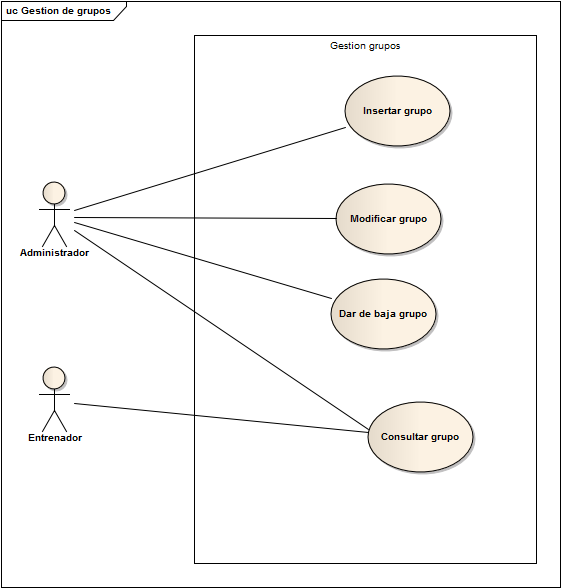 uc Gestion de grupos
Gestion grupos
Insertar grupo
Modificar grupo
Administrador
Dar de baja grupo
Entrenador
Consultar grupo